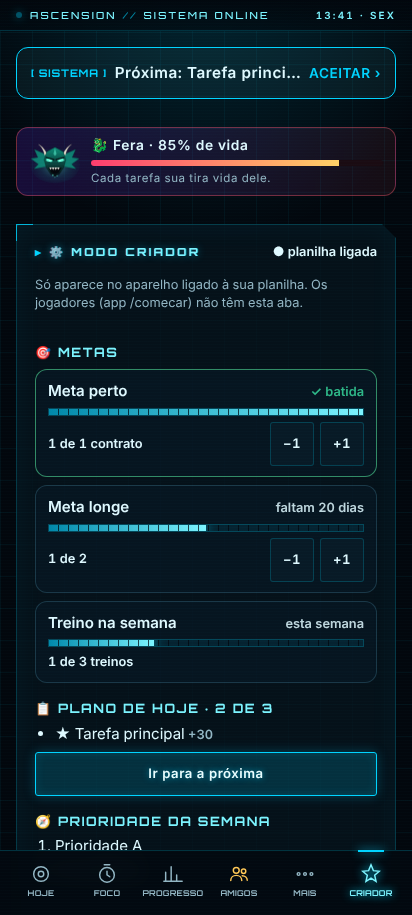 ASCENSION // SISTEMA ONLINE
13:41 · SEX
[ SISTEMA ] Próxima: Tarefa princi... ACEITAR ›
🐉 Fera · 85% de vida
Cada tarefa sua tira vida dele.
▸ ⚙️ MODO CRIADOR
● planilha ligada
Só aparece no aparelho ligado à sua planilha. Os
jogadores (app /comecar) não têm esta aba.
🎯 METAS
Meta perto
✓ batida
1 de 1 contrato
−1
+1
Meta longe
faltam 20 dias
1 de 2
−1
+1
Treino na semana
esta semana
1 de 3 treinos
📋 PLANO DE HOJE · 2 DE 3
• ★ Tarefa principal +30
Ir para a próxima
🧭 PRIORIDADE DA SEMANA
1. Prioridade A
HOJE
FOCO
PROGRESSO
AMIGOS
MAIS
CRIADOR